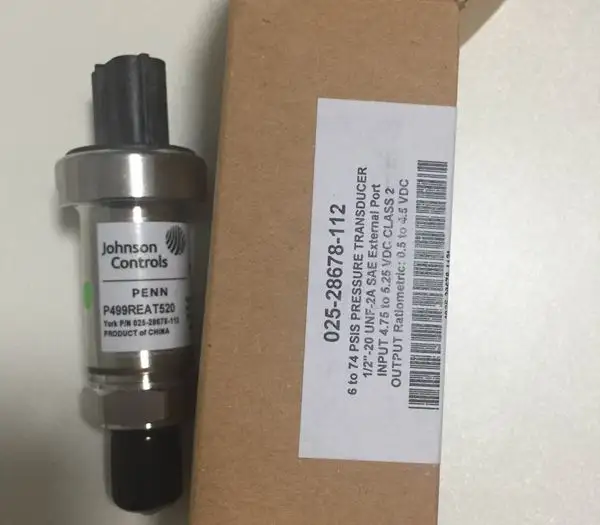 Johnson
Controls
PENN
P499REAT520
York P/N 025-28678-112
PRODUCT of CHINA
025-28678-112
6 to 74 PSIS PRESSURE TRANSDUCER
1/2"-20 UNF-2A SAE External Port
INPUT 4.75 to 5.25 VDC CLASS 2
OUTPUT Ratiometric: 0.5 to 4.5 VDC